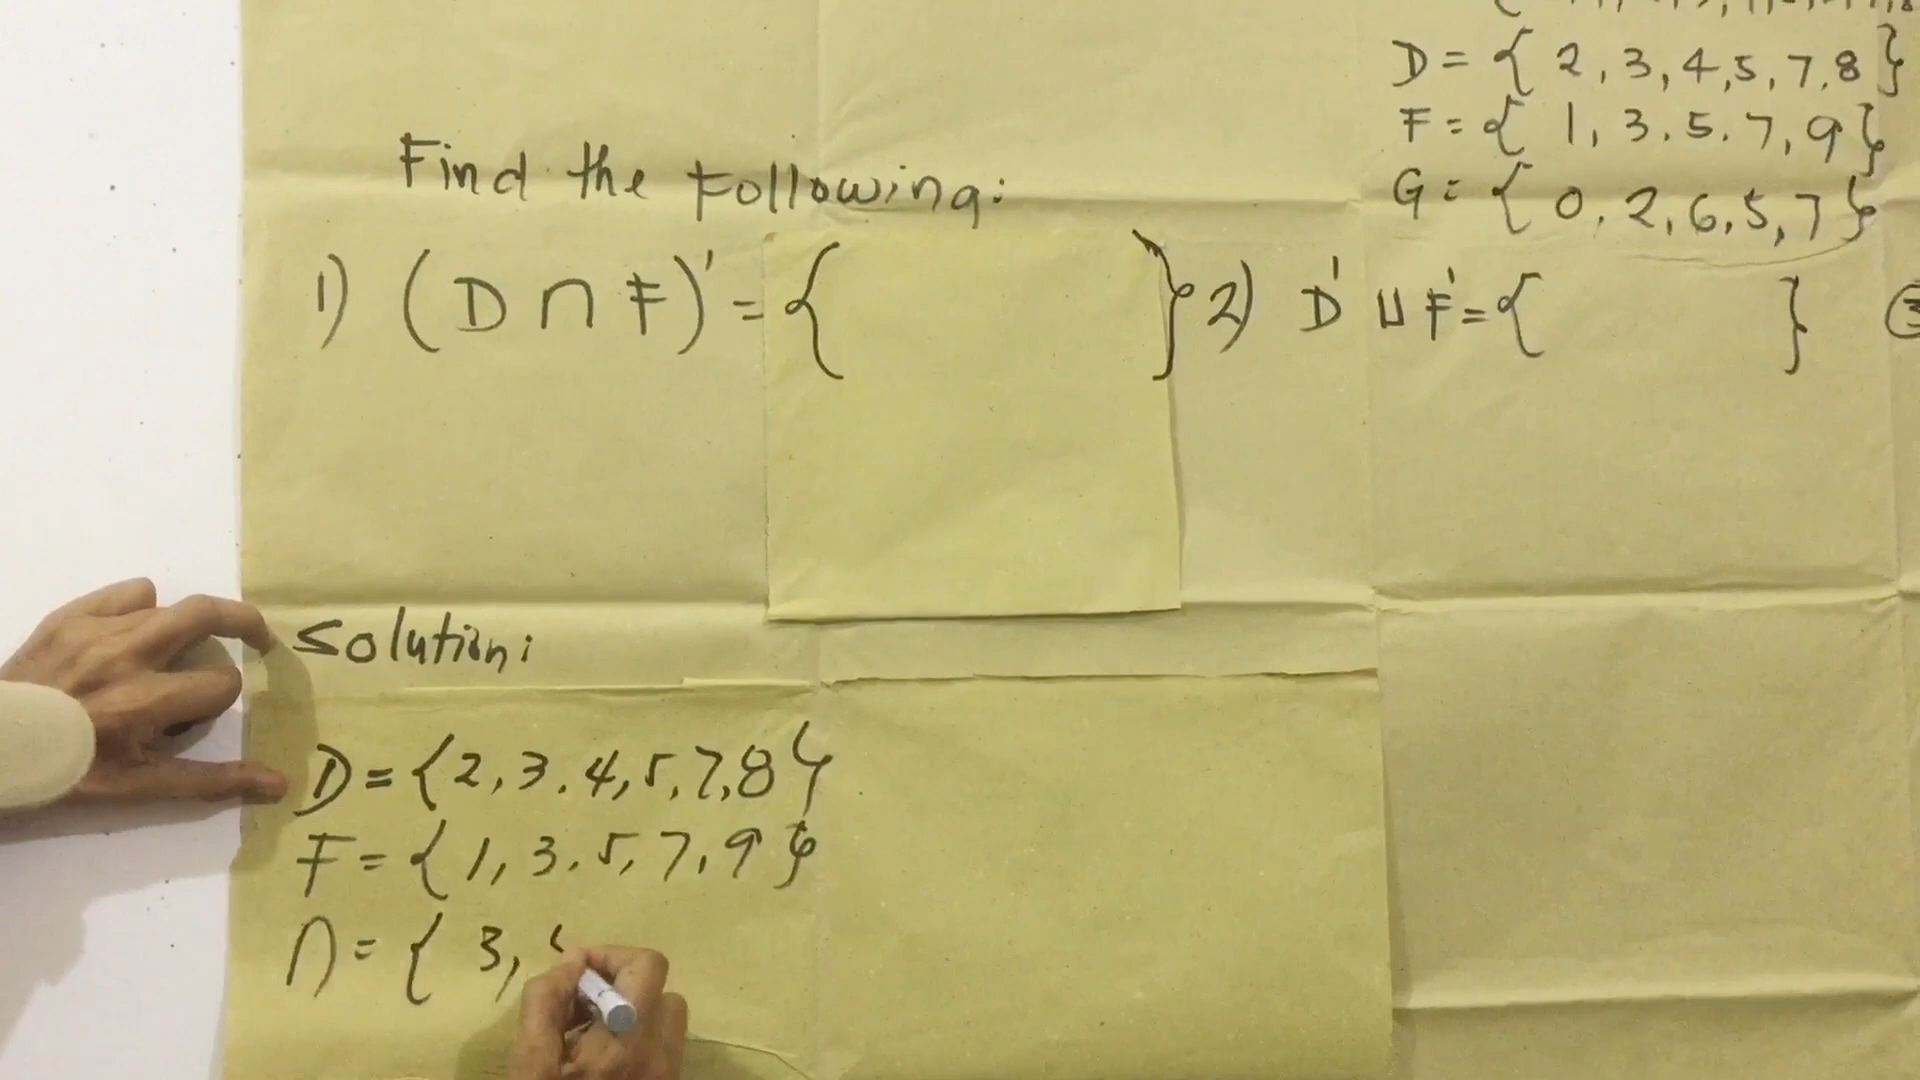 D = { 2, 3, 4, 5, 7, 8 }
F = { 1, 3, 5, 7, 9 }
G = { 0, 2, 6, 5, 7 }
Find the Following:
1) ( D ∩ F )' = { } 2) D' ∪ F' = { } ③
Solution:
D = { 2, 3, 4, 5, 7, 8 }
F = { 1, 3, 5, 7, 9 }
∩ = { 3,